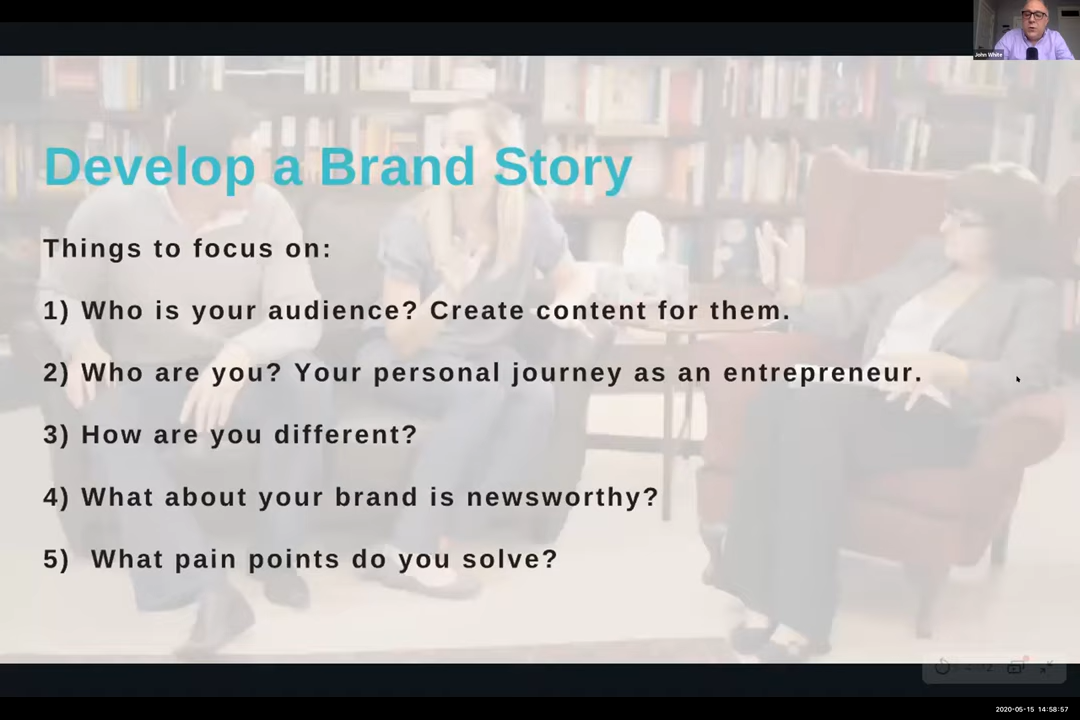 John White
Develop a Brand Story
Things to focus on:
1) Who is your audience? Create content for them.
2) Who are you? Your personal journey as an entrepreneur.
3) How are you different?
4) What about your brand is newsworthy?
5) What pain points do you solve?
2020-05-15 14:58:57